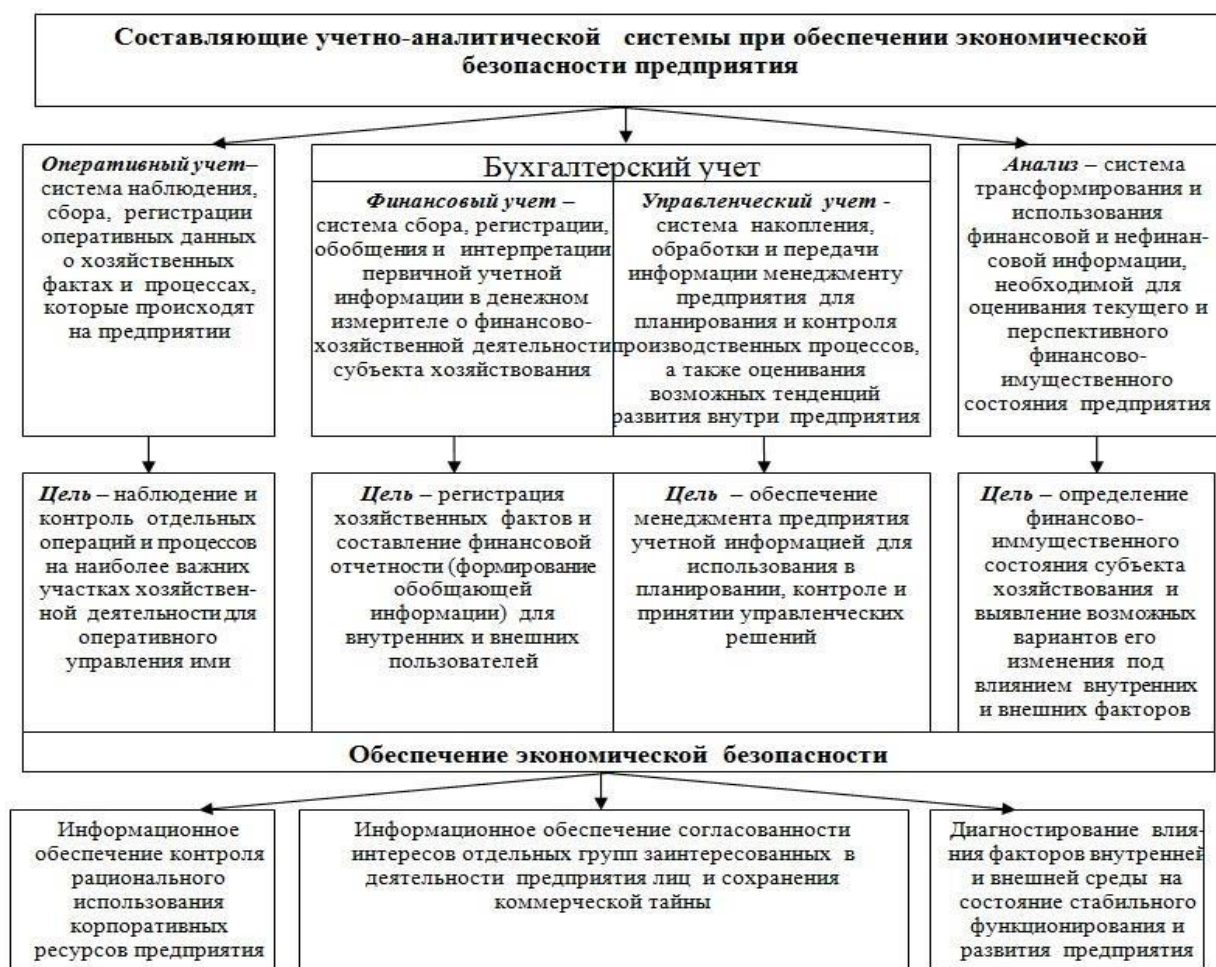 Составляющие учетно-аналитической системы при обеспечении экономической
безопасности предприятия
Оперативный учет–
система наблюдения,
сбора, регистрации
оперативных данных
о хозяйственных
фактах и процессах,
которые происходят
на предприятии
Бухгалтерский учет
Финансовый учет –
система сбора, регистрации,
обобщения и интерпретации
первичной учетной
информации в денежном
измерителе о финансово-
хозяйственной деятельности
субъекта хозяйствования
Управленческий учет -
система накопления,
обработки и передачи
информации менеджменту
предприятия для
планирования и контроля
производственных процессов,
а также оценивания
возможных тенденций
развития внутри предприятия
Анализ – система
трансформирования и
использования
финансовой и нефинан-
совой информации,
необходимой для
оценивания текущего и
перспективного
финансово-
имущественного
состояния предприятия
Цель – наблюдение и
контроль отдельных
операций и процессов
на наиболее важних
участках хозяйствен-
ной деятельности для
оперативного
управления ими
Цель – регистрация
хозяйственных фактов и
составление финансовой
отчетности (формирование
обобщающей
информации) для
внутренних и внешних
пользователей
Цель – обеспечение
менеджмента предприятия
учетной информацией для
использования в
планировании, контроле и
принятии управленческих
решений
Цель – определение
финансово-
иммущественного
состояния субъекта
хозяйствования и
выявление возможных
вариантов его
изменения под
влиянием внутренних
и внешних факторов
Обеспечение экономической безопасности
Информационное
обеспечение контроля
рационального
использования
корпоративных
ресурсов предприятия
Информационное обеспечение согласованности
интересов отдельных групп заинтересованных в
деятельности предприятия лиц и сохранения
коммерческой тайны
Диагностирование влия-
ния факторов внутренней
и внешней среды на
состояние стабильного
функционирования и
развития предприятия